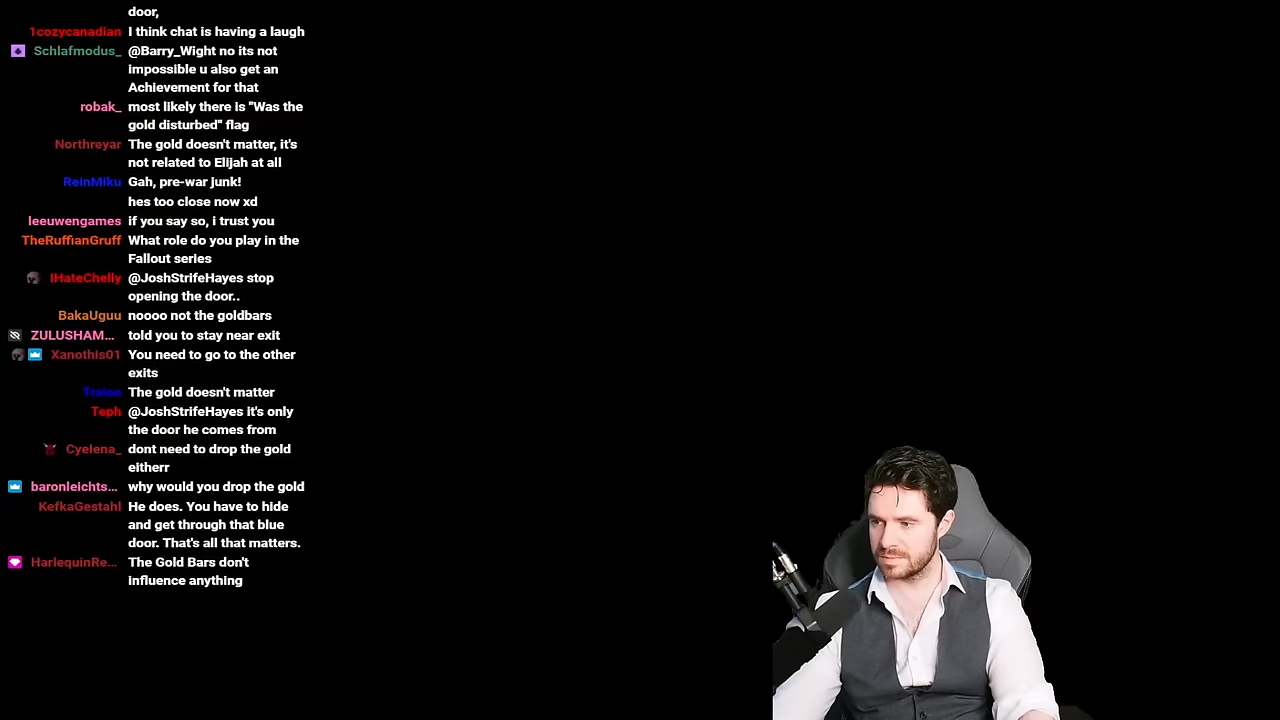 door,
1cozycanadian I think chat is having a laugh
Schlafmodus_ @Barry_Wight no its not
impossible u also get an
Achievement for that
robak_ most likely there is "Was the
gold disturbed" flag
Northreyar The gold doesn't matter, it's
not related to Elijah at all
ReinMiku Gah, pre-war junk!
hes too close now xd
leeuwengames if you say so, i trust you
TheRuffianGruff What role do you play in the
Fallout series
IHateChelly @JoshStrifeHayes stop
opening the door..
BakaUguu noooo not the goldbars
ZULUSHAM... told you to stay near exit
Xanothis01 You need to go to the other
exits
Traion The gold doesn't matter
Teph @JoshStrifeHayes it's only
the door he comes from
Cyelena_ dont need to drop the gold
eitherr
baronleichts... why would you drop the gold
KefkaGestahl He does. You have to hide
and get through that blue
door. That's all that matters.
HarlequinRe... The Gold Bars don't
influence anything